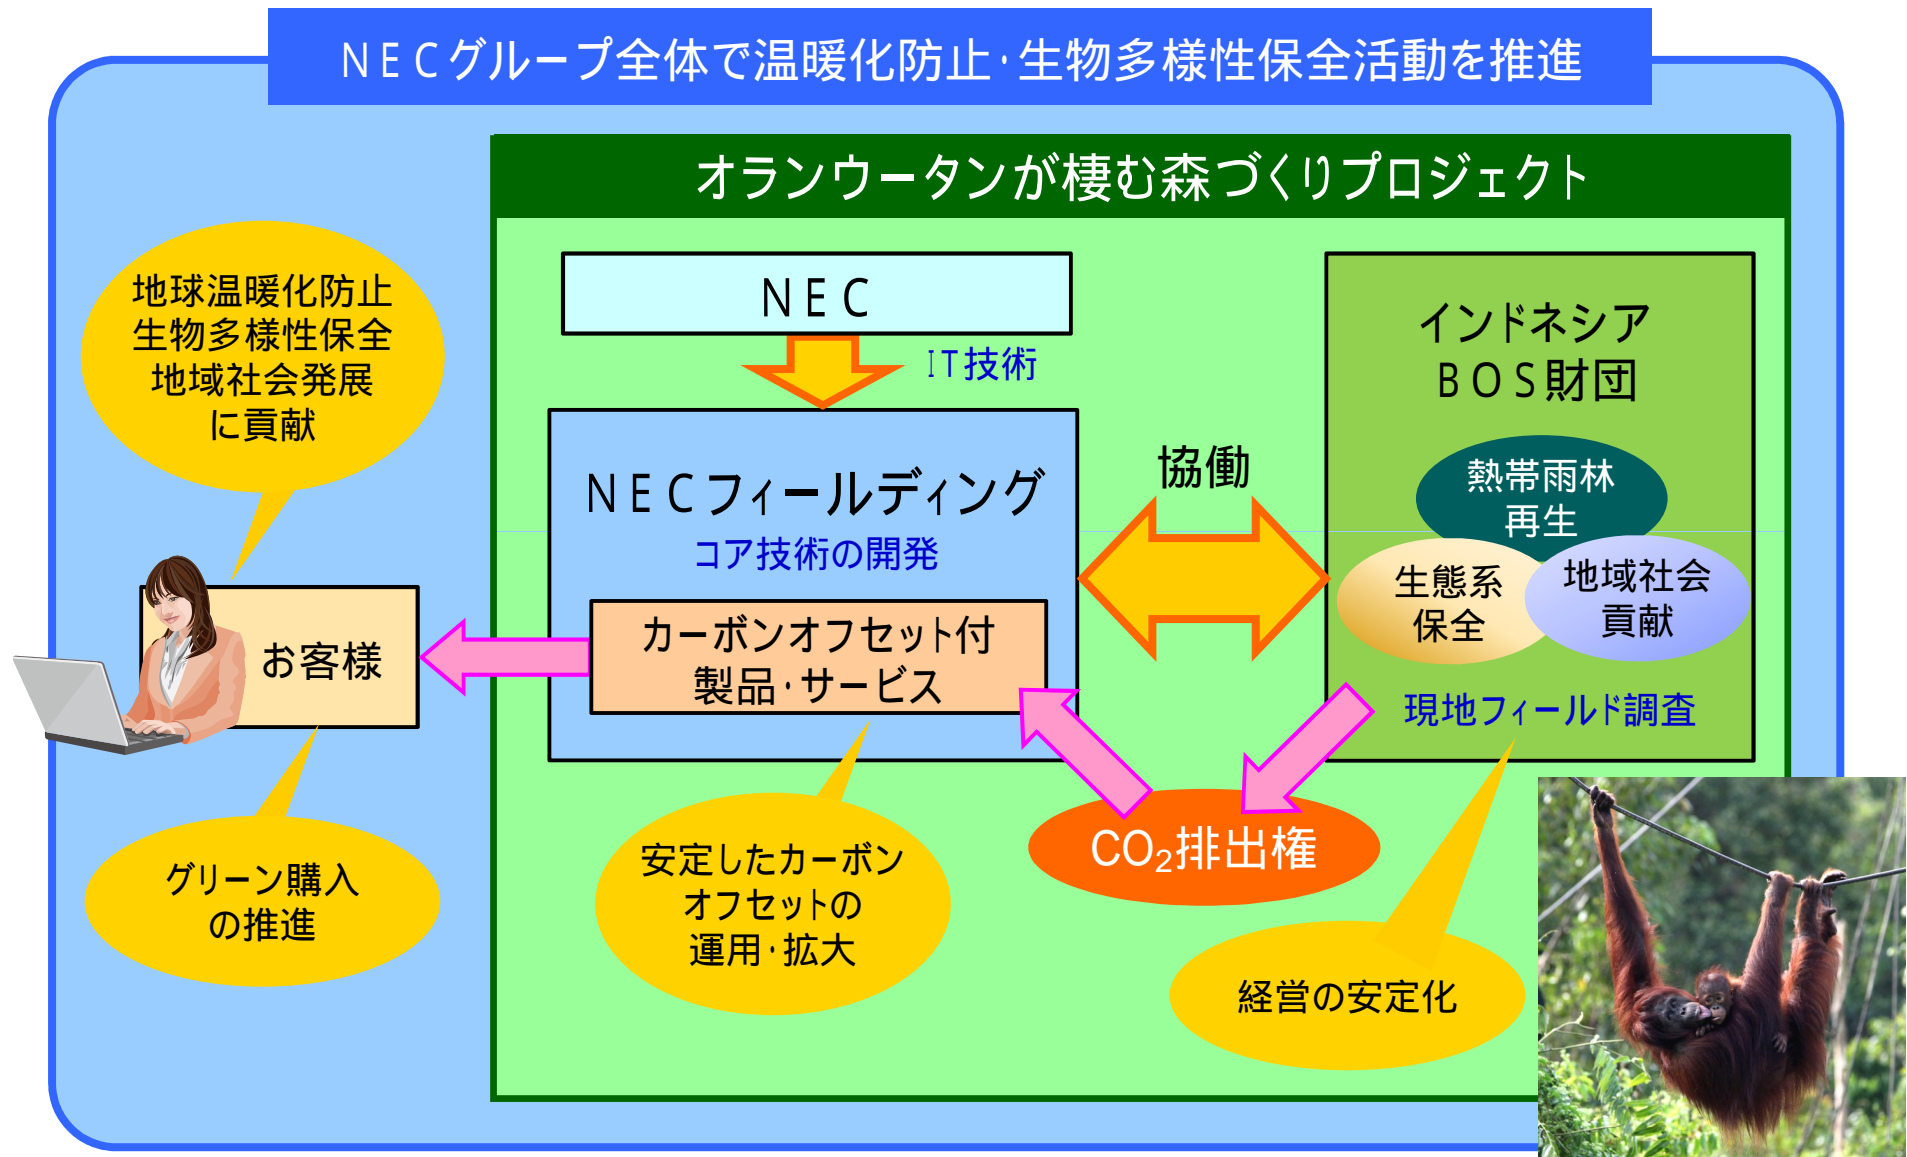 NECグループ全体で温暖化防止・生物多様性保全活動を推進
オランウータンが棲む森づくりプロジェクト
地球温暖化防止
生物多様性保全
地域社会発展
に貢献
NEC
IT技術
NECフィールディング
コア技術の開発
カーボンオフセット付
製品・サービス
協働
インドネシア
BOS財団
熱帯雨林
再生
生態系
保全
地域社会
貢献
現地フィールド調査
お客様
グリーン購入
の推進
安定したカーボン
オフセットの
運用・拡大
CO₂排出権
経営の安定化